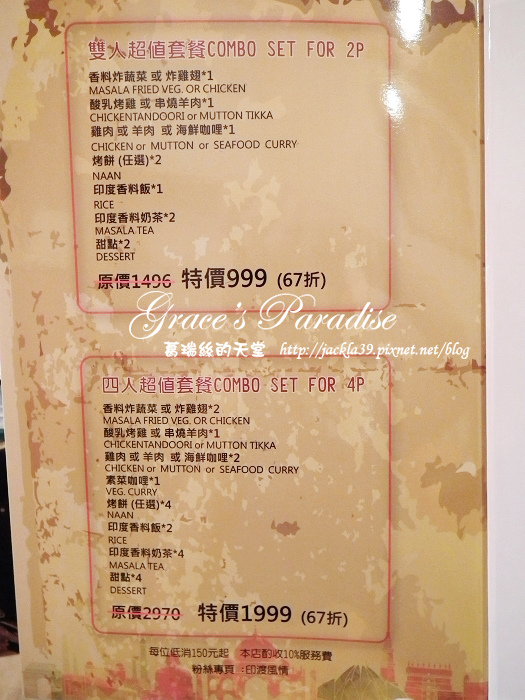 雙人超值套餐COMBO SET FOR 2P
香料炸蔬菜 或 炸雞翅*1
MASALA FRIED VEG. OR CHICKEN
酸乳烤雞 或 串燒羊肉*1
CHICKENTANDOORI or MUTTON TIKKA
雞肉 或 羊肉 或 海鮮咖哩*1
CHICKEN or MUTTON or SEAFOOD CURRY
烤餅 (任選)*2
NAAN
印度香料飯*1
RICE
印度香料奶茶*2
MASALA TEA
甜點*2
DESSERT
原價1496 特價999 (67折)
Grace's Paradise
葛瑞絲的天堂 http://jackla39.pixnet.net/blog
四人超值套餐COMBO SET FOR 4P
香料炸蔬菜 或 炸雞翅*2
MASALA FRIED VEG. OR CHICKEN
酸乳烤雞 或 串燒羊肉*1
CHICKENTANDOORI or MUTTON TIKKA
雞肉 或 羊肉 或 海鮮咖哩*2
CHICKEN or MUTTON or SEAFOOD CURRY
素菜咖哩*1
VEG. CURRY
烤餅 (任選)*4
NAAN
印度香料飯*2
RICE
印度香料奶茶*4
MASALA TEA
甜點*4
DESSERT
原價2970 特價1999 (67折)
每位低消150元起 本店酌收10%服務費
粉絲專頁：印渡風情